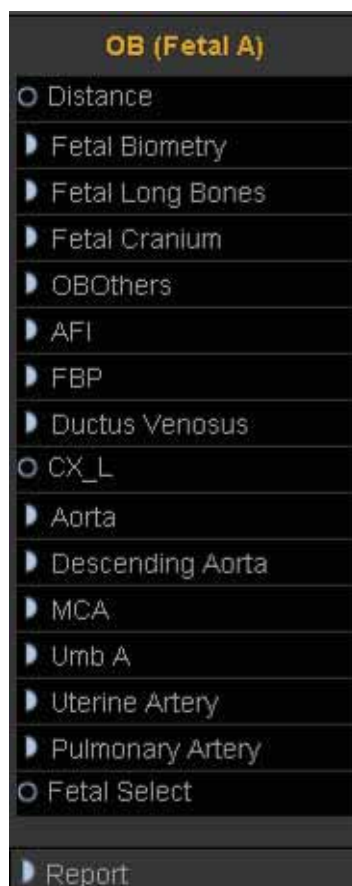 OB (Fetal A)
Distance
Fetal Biometry
Fetal Long Bones
Fetal Cranium
OBOthers
AFI
FBP
Ductus Venosus
CX_L
Aorta
Descending Aorta
MCA
Umb A
Uterine Artery
Pulmonary Artery
Fetal Select
Report